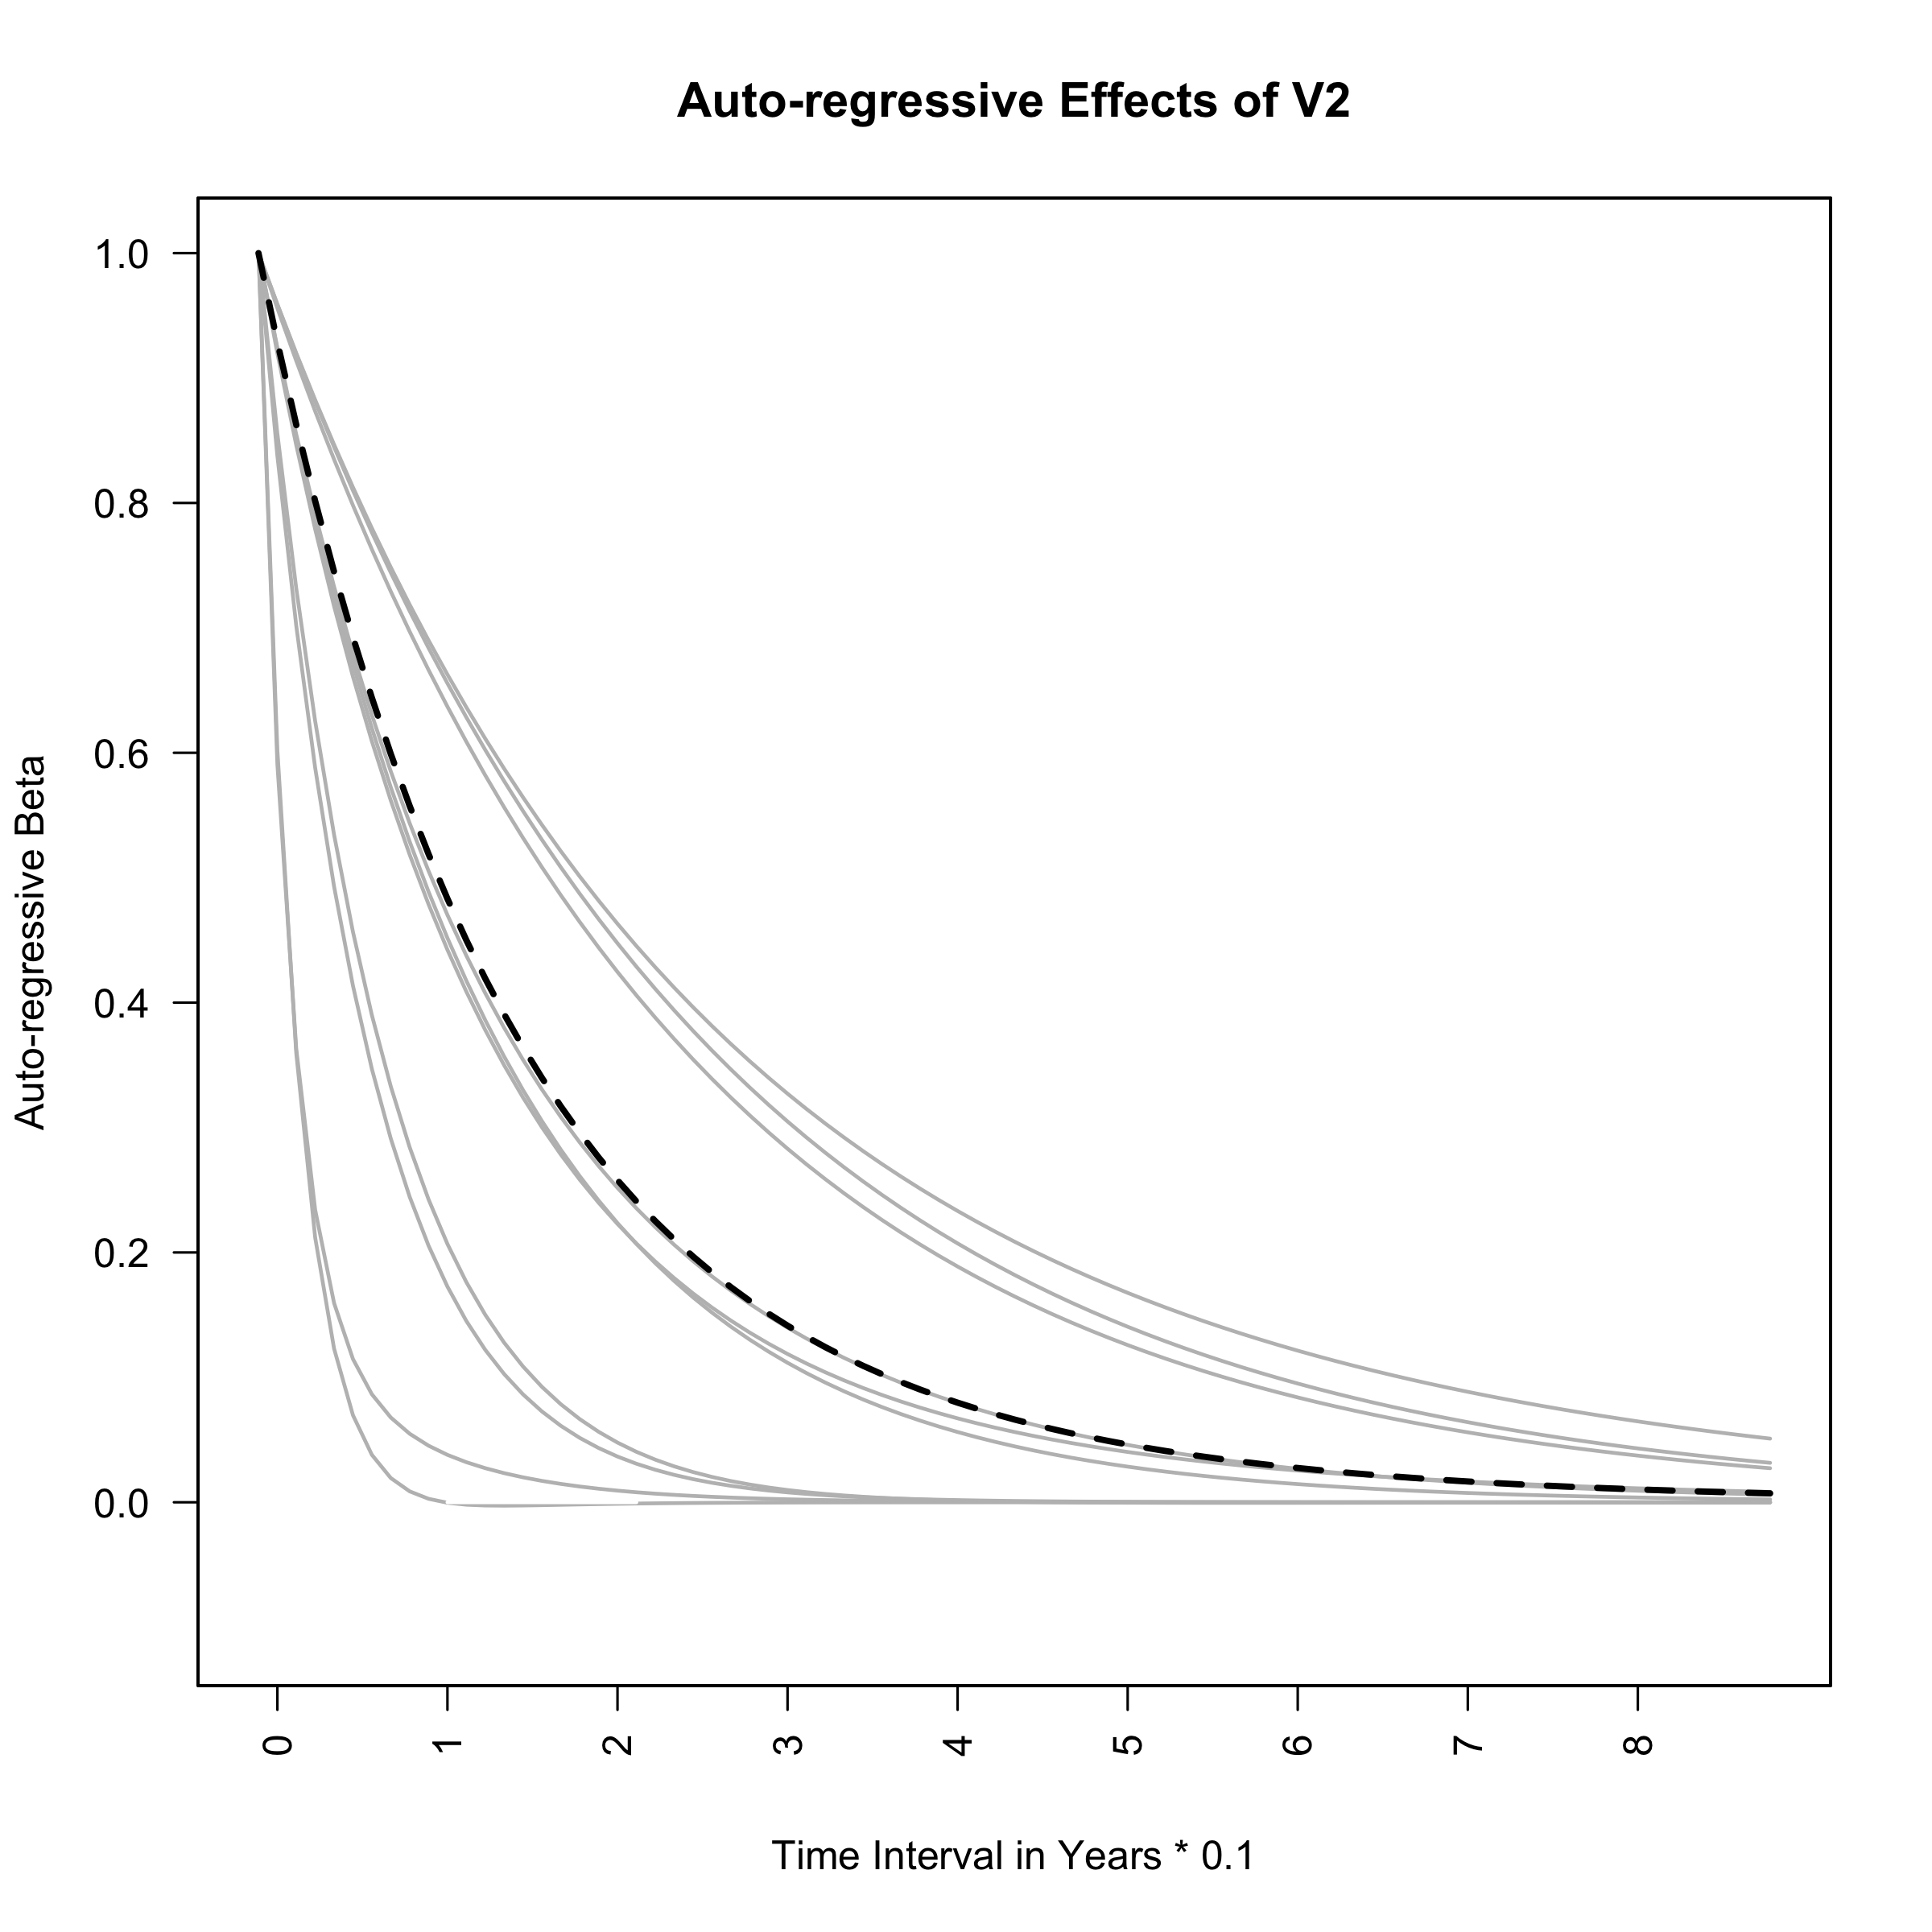 Auto-regressive Effects of V2
1.0
0.8
0.6
0.4
0.2
0.0
Auto-regressive Beta
0 1 2 3 4 5 6 7 8
Time Interval in Years * 0.1